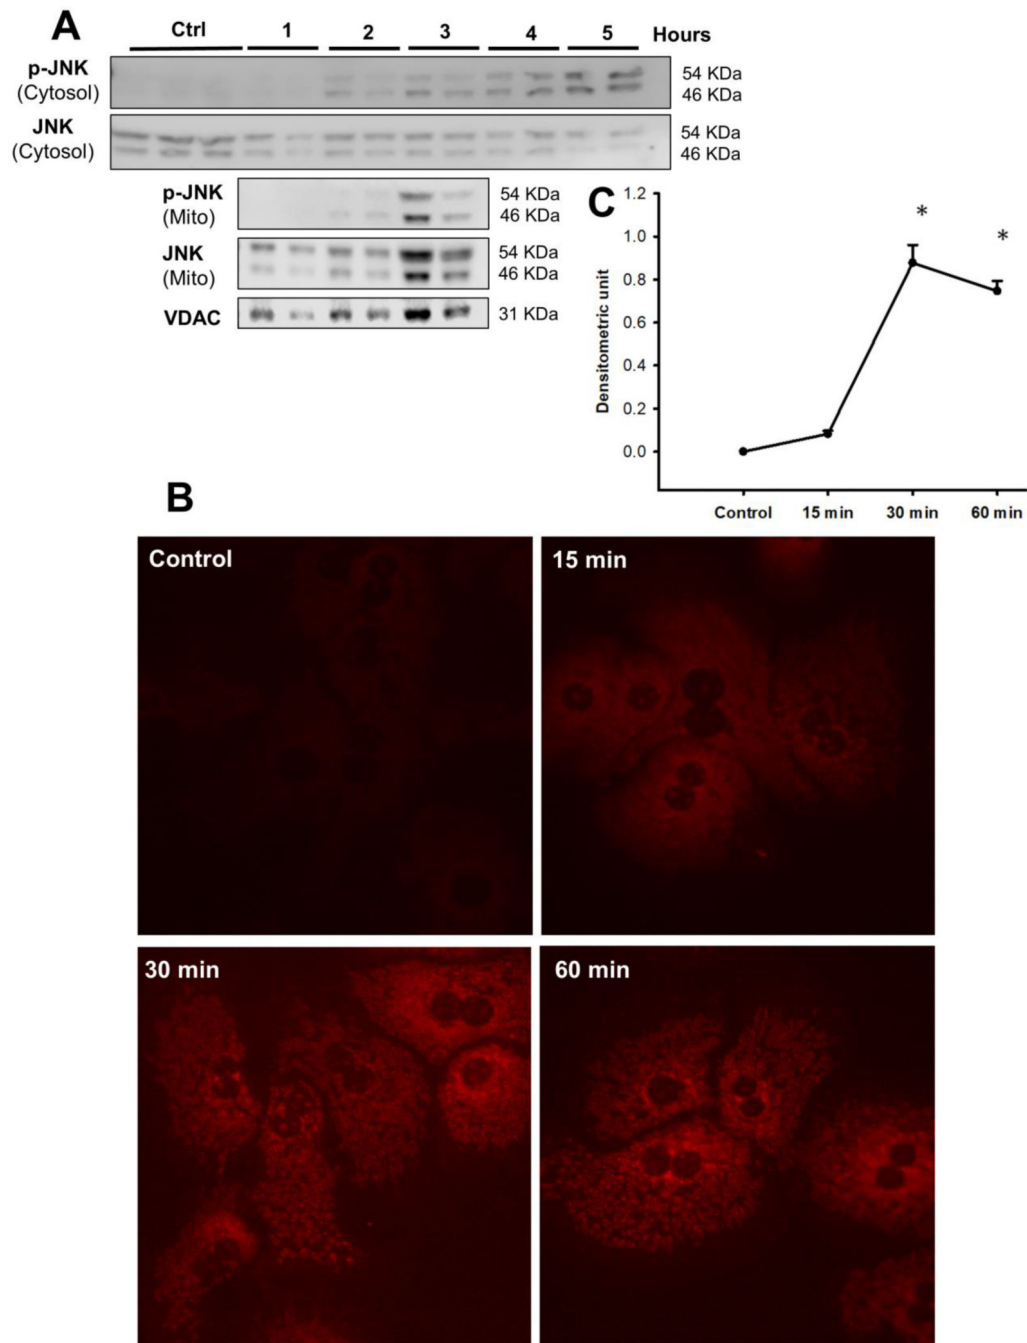 A
Ctrl 1 2 3 4 5 Hours
p-JNK
(Cytosol)
54 KDa
46 KDa
JNK
(Cytosol)
54 KDa
46 KDa
p-JNK
(Mito)
54 KDa
46 KDa
JNK
(Mito)
54 KDa
46 KDa
VDAC
31 KDa
C
Densitometric unit
1.2
1.0
0.8
0.6
0.4
0.2
0.0
*
*
Control 15 min 30 min 60 min
B
Control
15 min
30 min
60 min